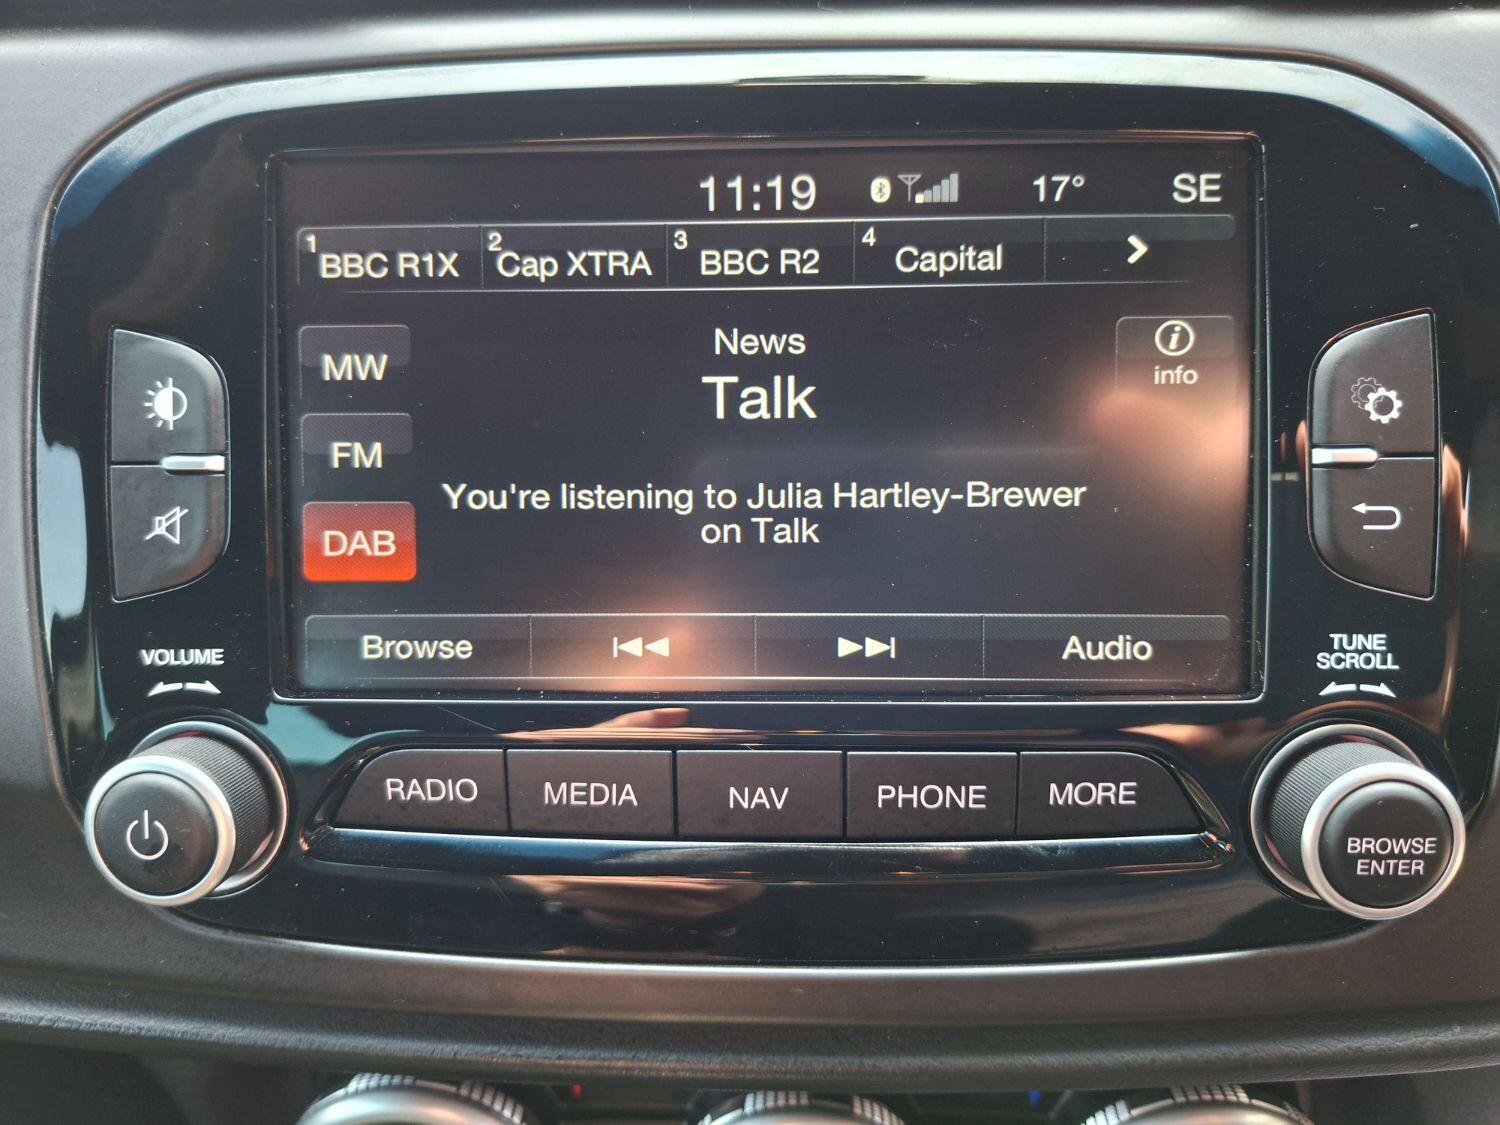 11:19 17° SE
1 BBC R1X 2 Cap XTRA 3 BBC R2 4 Capital
News
info
MW
Talk
FM
You're listening to Julia Hartley-Brewer
on Talk
DAB
Browse Audio
VOLUME
TUNE
SCROLL
RADIO MEDIA NAV PHONE MORE
BROWSE
ENTER